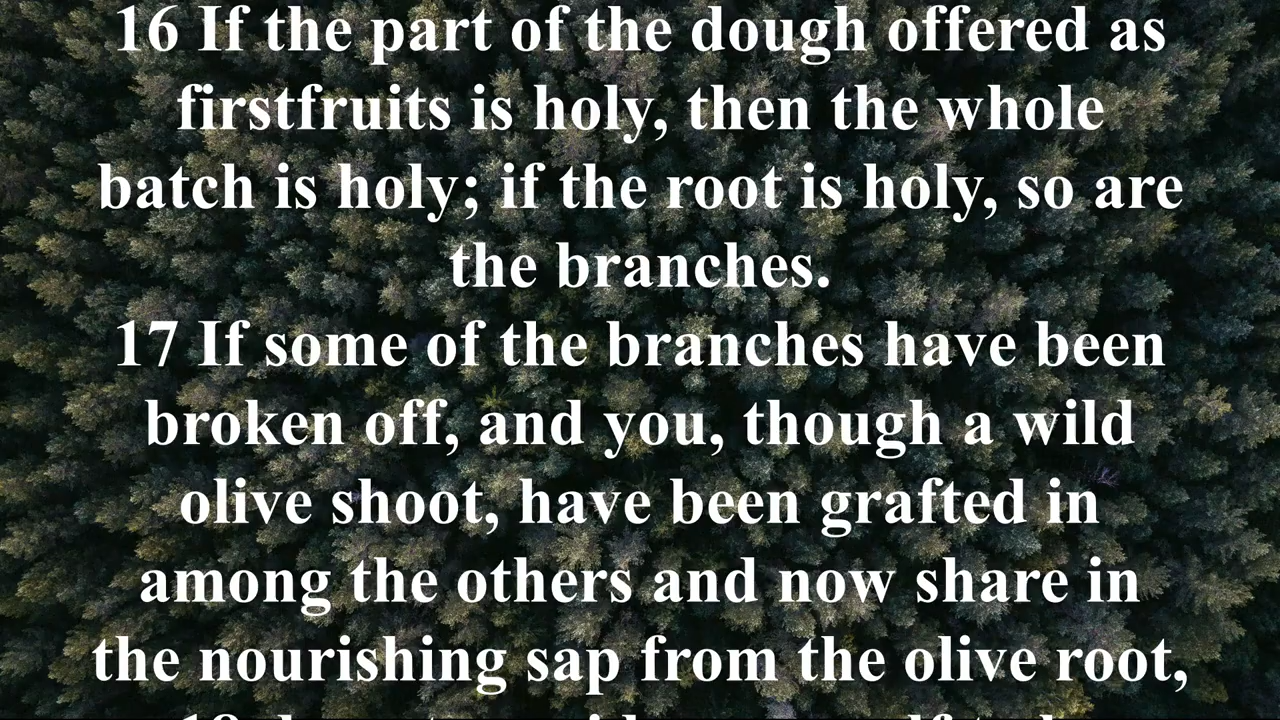 16 If the part of the dough offered as
firstfruits is holy, then the whole
batch is holy; if the root is holy, so are
the branches.
17 If some of the branches have been
broken off, and you, though a wild
olive shoot, have been grafted in
among the others and now share in
the nourishing sap from the olive root,